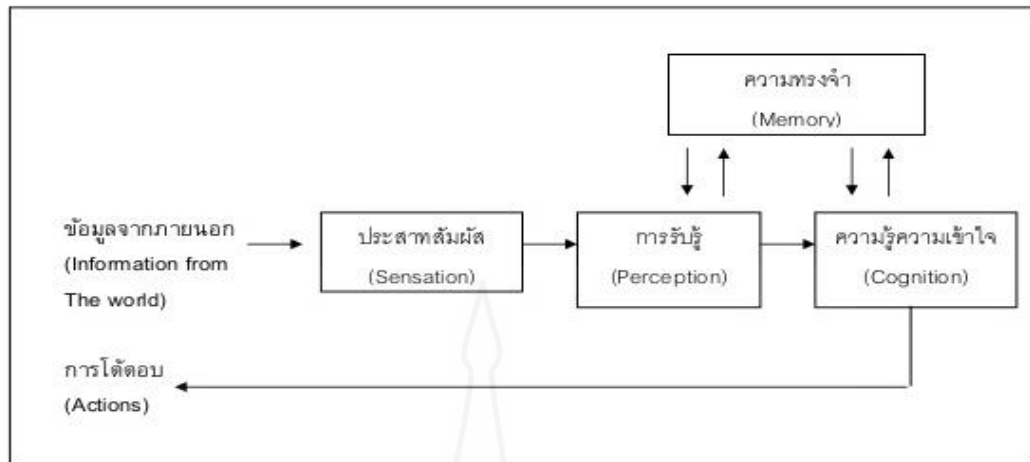 ความทรงจำ
(Memory)
ข้อมูลจากภายนอก
(Information from
The world)
ประสาทสัมผัส
(Sensation)
การรับรู้
(Perception)
ความรู้ความเข้าใจ
(Cognition)
การโต้ตอบ
(Actions)